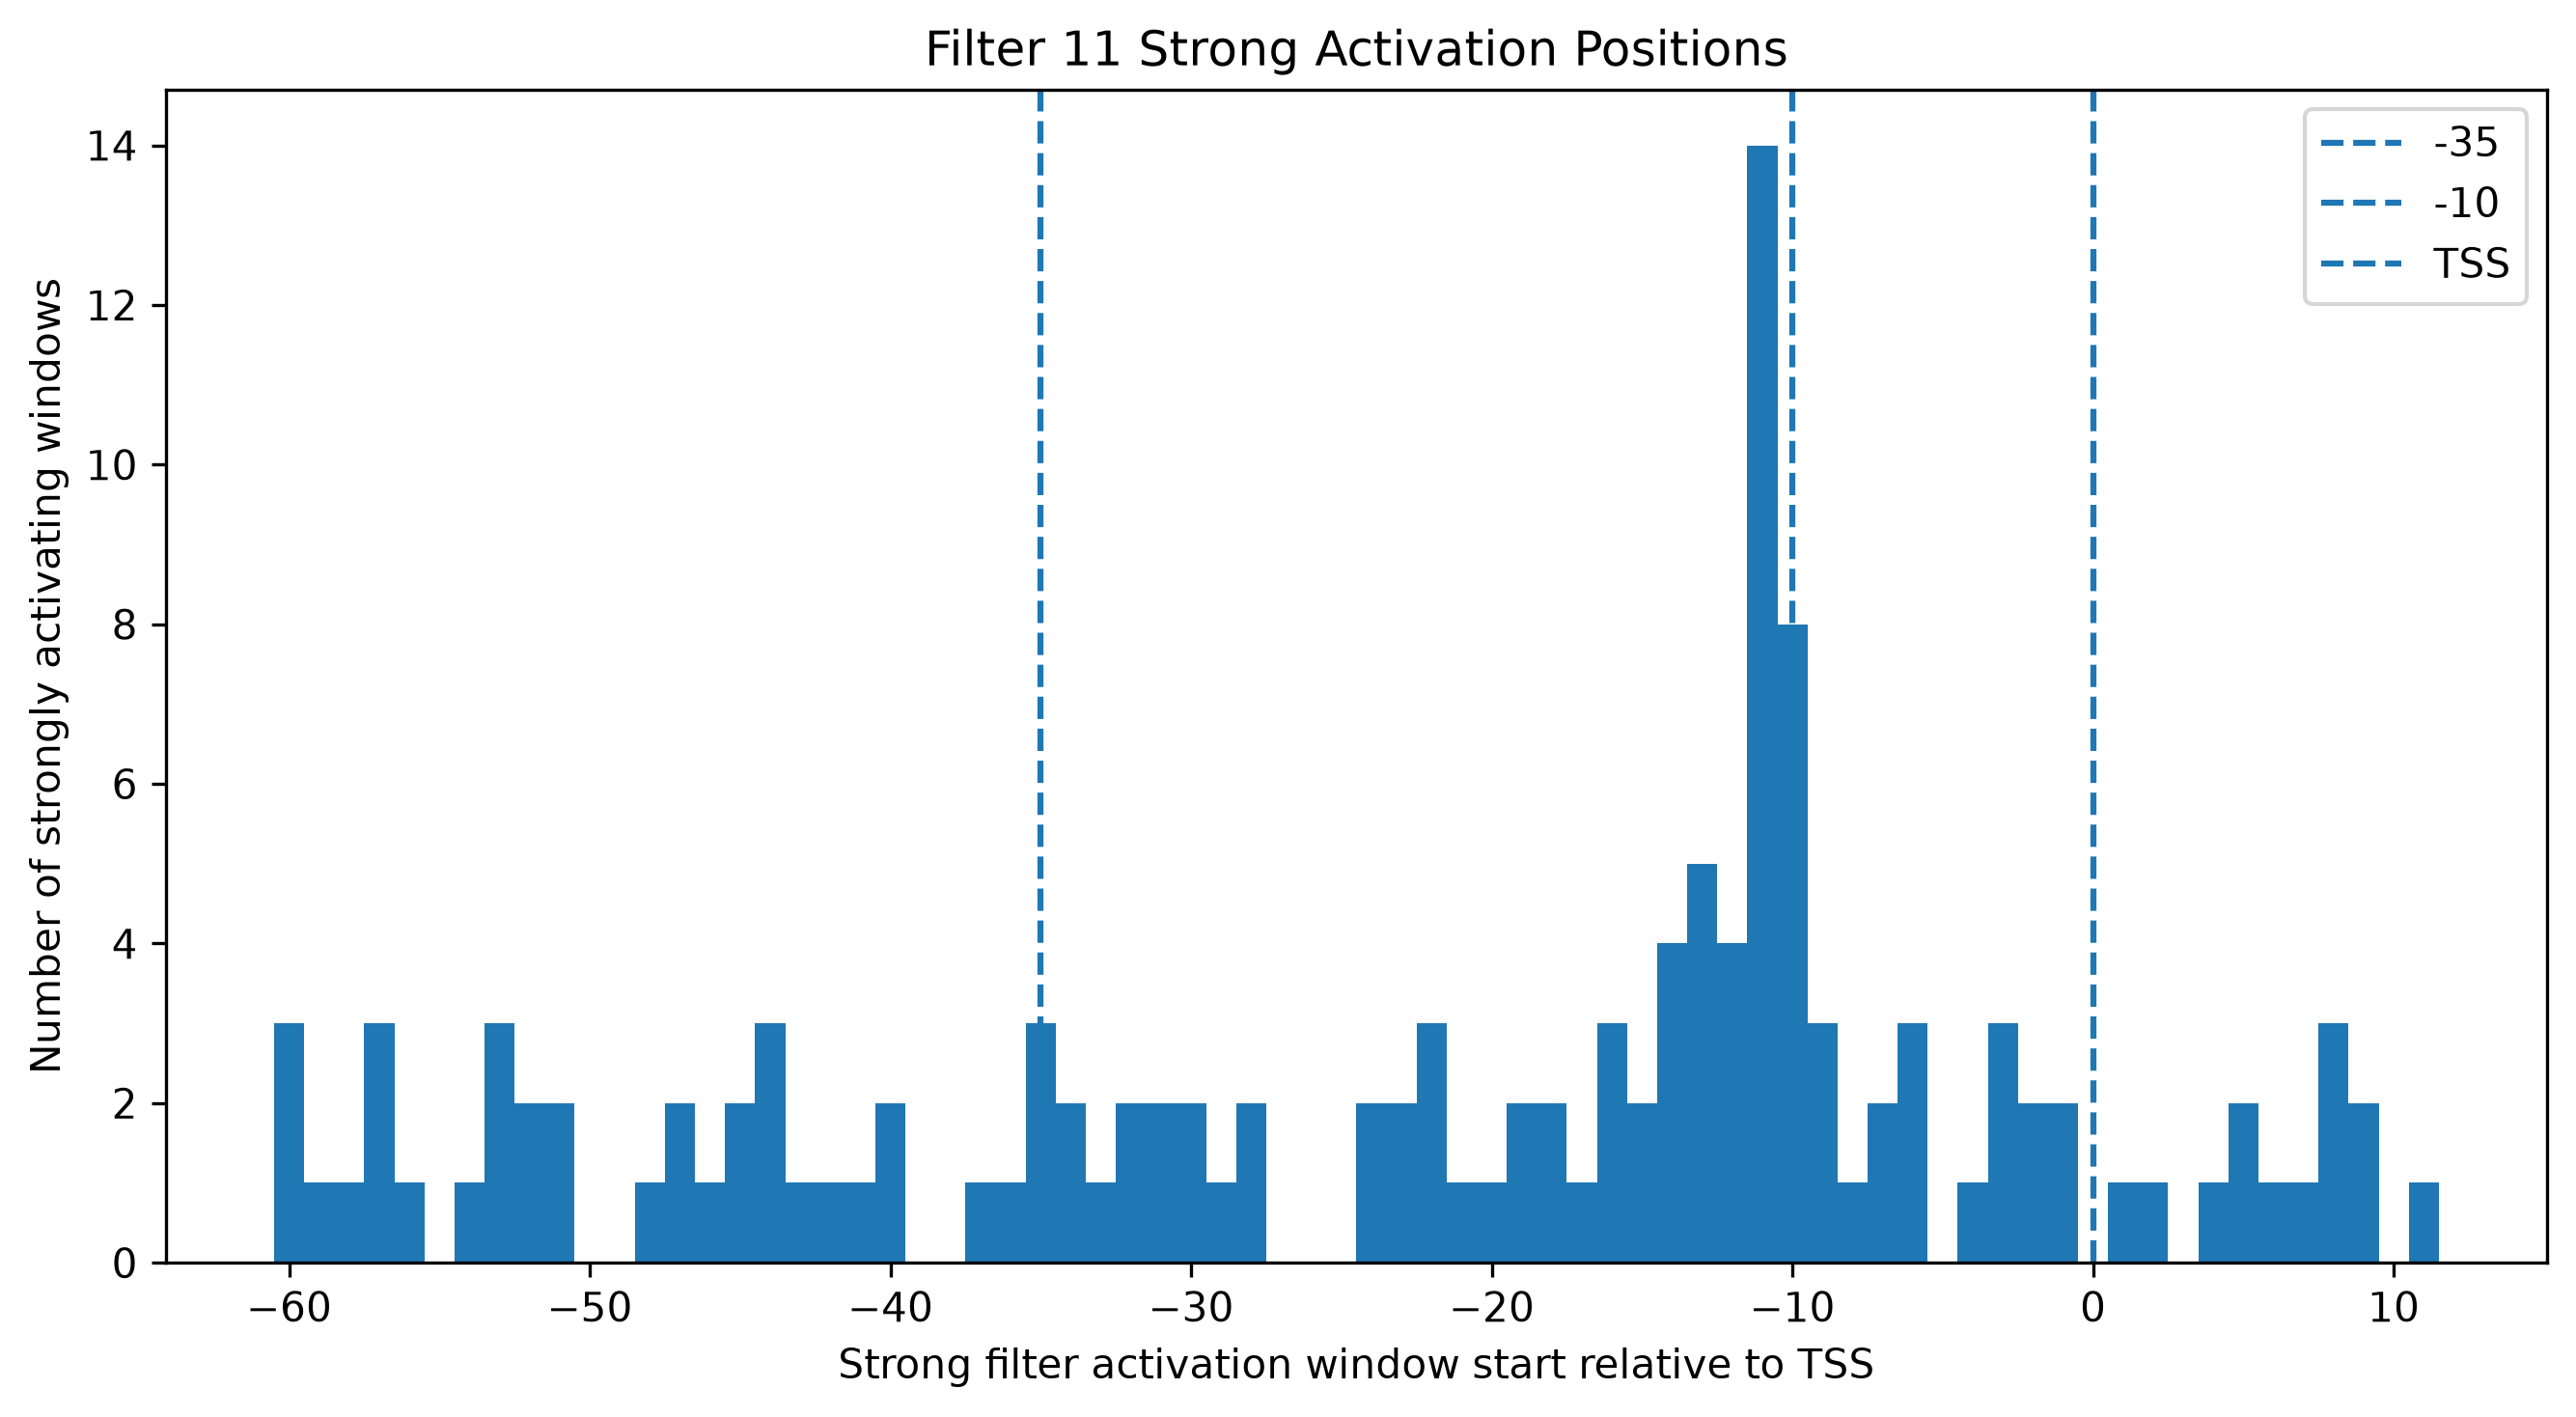 Filter 11 Strong Activation Positions
-35
-10
TSS
14
12
10
8
6
4
2
0
Number of strongly activating windows
−60 −50 −40 −30 −20 −10 0 10
Strong filter activation window start relative to TSS